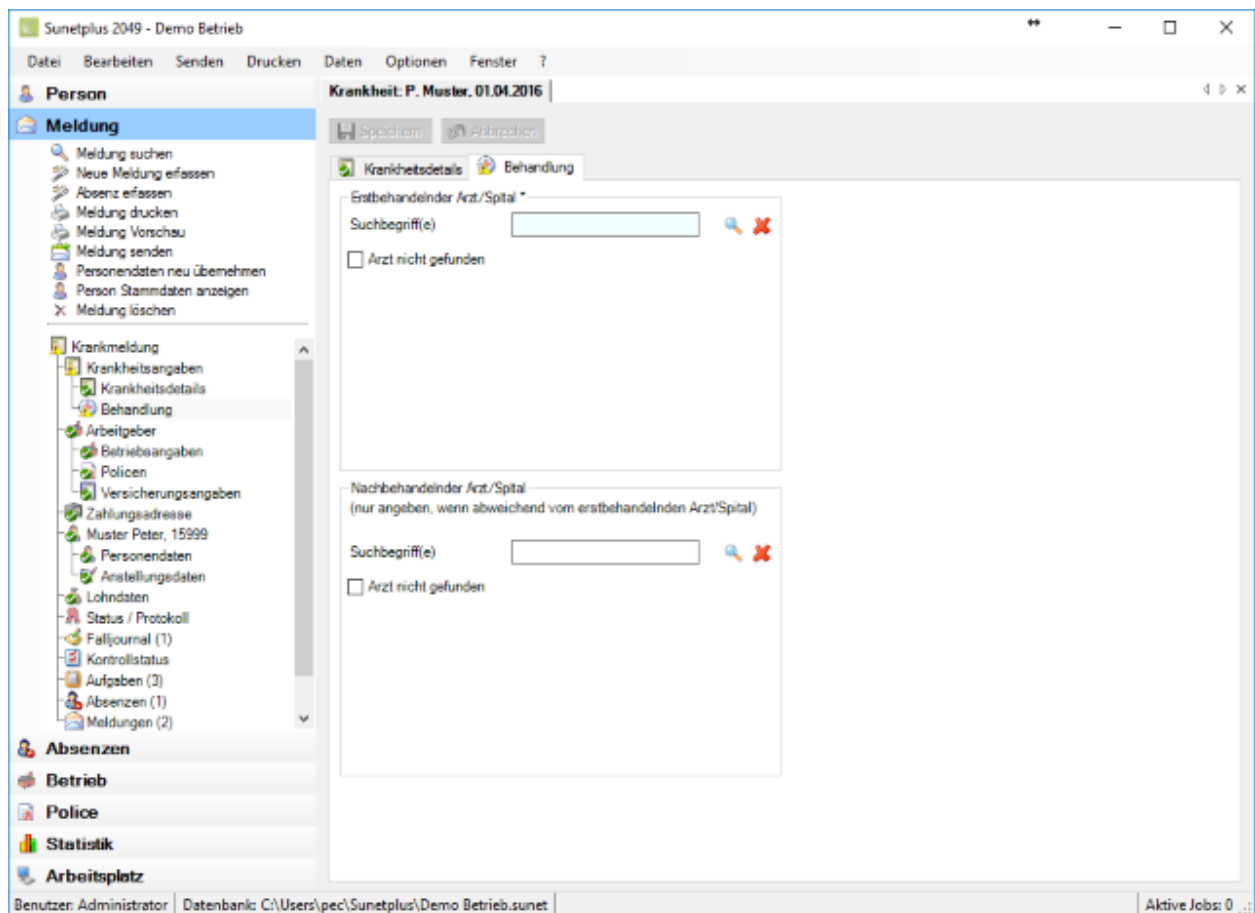 Sunetplus 2049 - Demo Betrieb
Datei Bearbeiten Senden Drucken Daten Optionen Fenster ?
Person
Meldung
Meldung suchen
Neue Meldung erfassen
Absenz erfassen
Meldung drucken
Meldung Vorschau
Meldung senden
Personendaten neu übernehmen
Person Stammdaten anzeigen
Meldung löschen
Krankmeldung
Krankheitsangaben
Krankheitsdetails
Behandlung
Arbeitgeber
Betriebsangaben
Policen
Versicherungsangaben
Zahlungsadresse
Muster Peter, 15999
Personendaten
Anstellungsdaten
Lohndaten
Status / Protokoll
Falljournal (1)
Kontrollstatus
Aufgaben (3)
Absenzen (1)
Meldungen (2)
Absenzen
Betrieb
Police
Statistik
Arbeitsplatz
Krankheit: P. Muster, 01.04.2016
Speichern Abbrechen
Krankheitsdetails Behandlung
Erstbehandelnder Arzt/Spital *
Suchbegriff(e)
Arzt nicht gefunden
Nachbehandelnder Arzt/Spital
(nur angeben, wenn abweichend vom erstbehandelnden Arzt/Spital)
Suchbegriff(e)
Arzt nicht gefunden
Benutzer: Administrator Datenbank: C:\Users\pec\Sunetplus\Demo Betrieb.sunet Aktive Jobs: 0